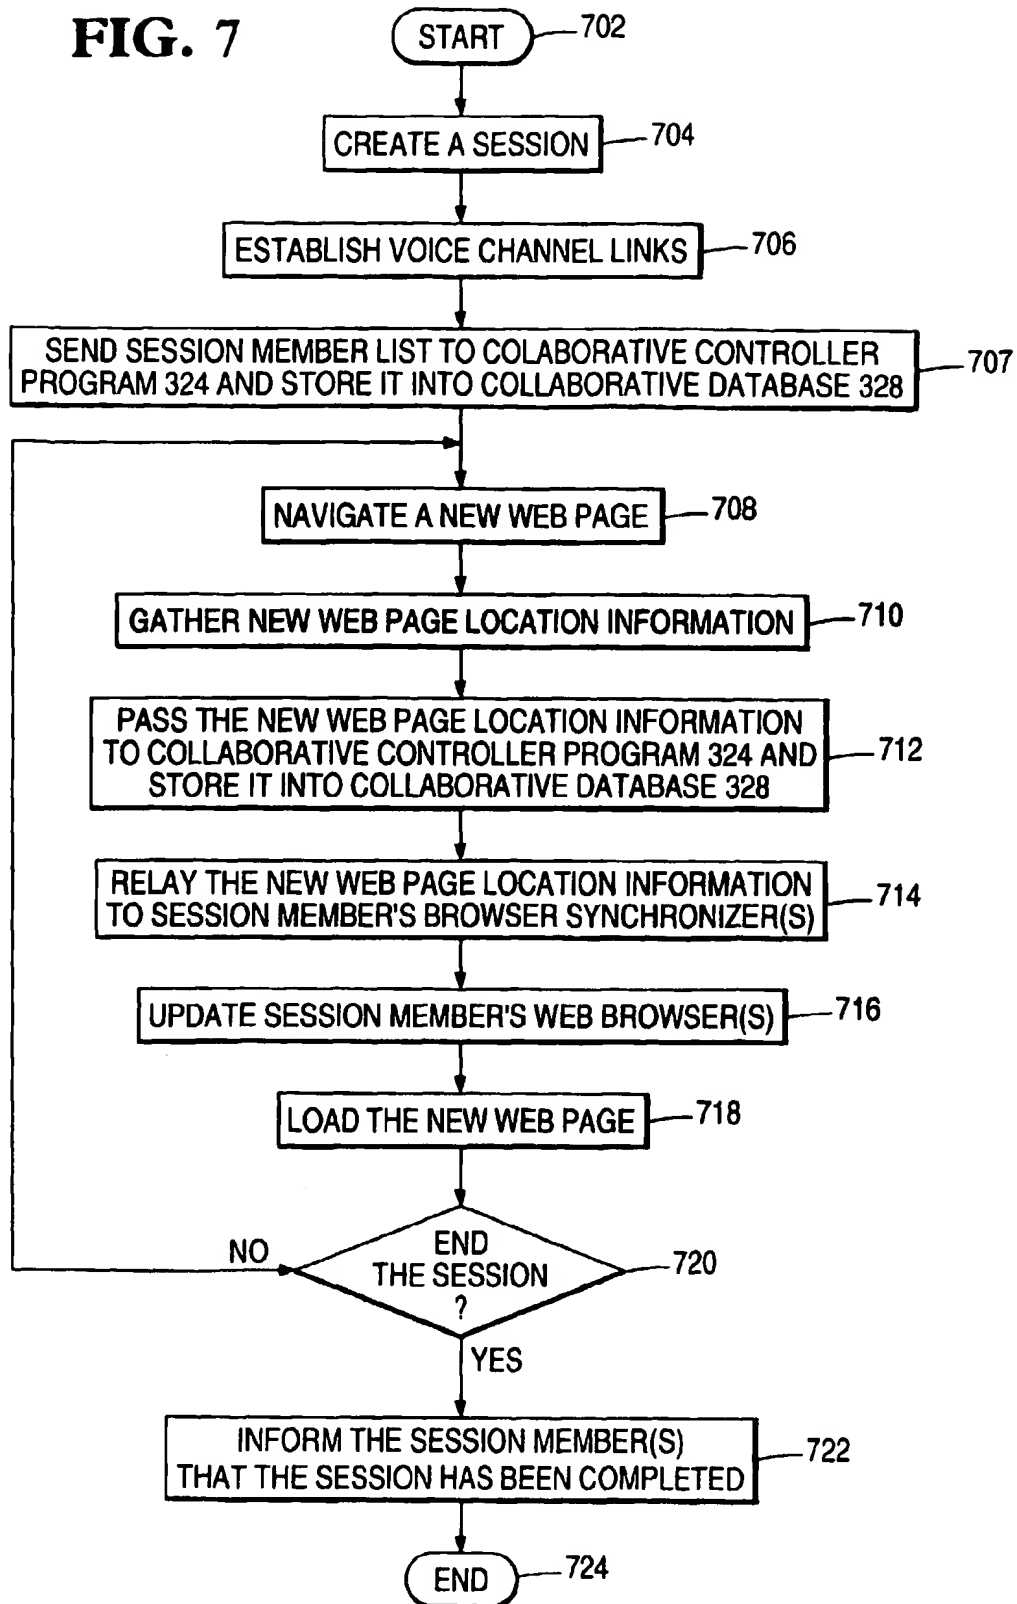 FIG. 7
START
702
CREATE A SESSION
704
ESTABLISH VOICE CHANNEL LINKS
706
SEND SESSION MEMBER LIST TO COLABORATIVE CONTROLLER
PROGRAM 324 AND STORE IT INTO COLLABORATIVE DATABASE 328
707
NAVIGATE A NEW WEB PAGE
708
GATHER NEW WEB PAGE LOCATION INFORMATION
710
PASS THE NEW WEB PAGE LOCATION INFORMATION
TO COLLABORATIVE CONTROLLER PROGRAM 324 AND
STORE IT INTO COLLABORATIVE DATABASE 328
712
RELAY THE NEW WEB PAGE LOCATION INFORMATION
TO SESSION MEMBER'S BROWSER SYNCHRONIZER(S)
714
UPDATE SESSION MEMBER'S WEB BROWSER(S)
716
LOAD THE NEW WEB PAGE
718
NO
END
THE SESSION
?
720
YES
INFORM THE SESSION MEMBER(S)
THAT THE SESSION HAS BEEN COMPLETED
722
END
724